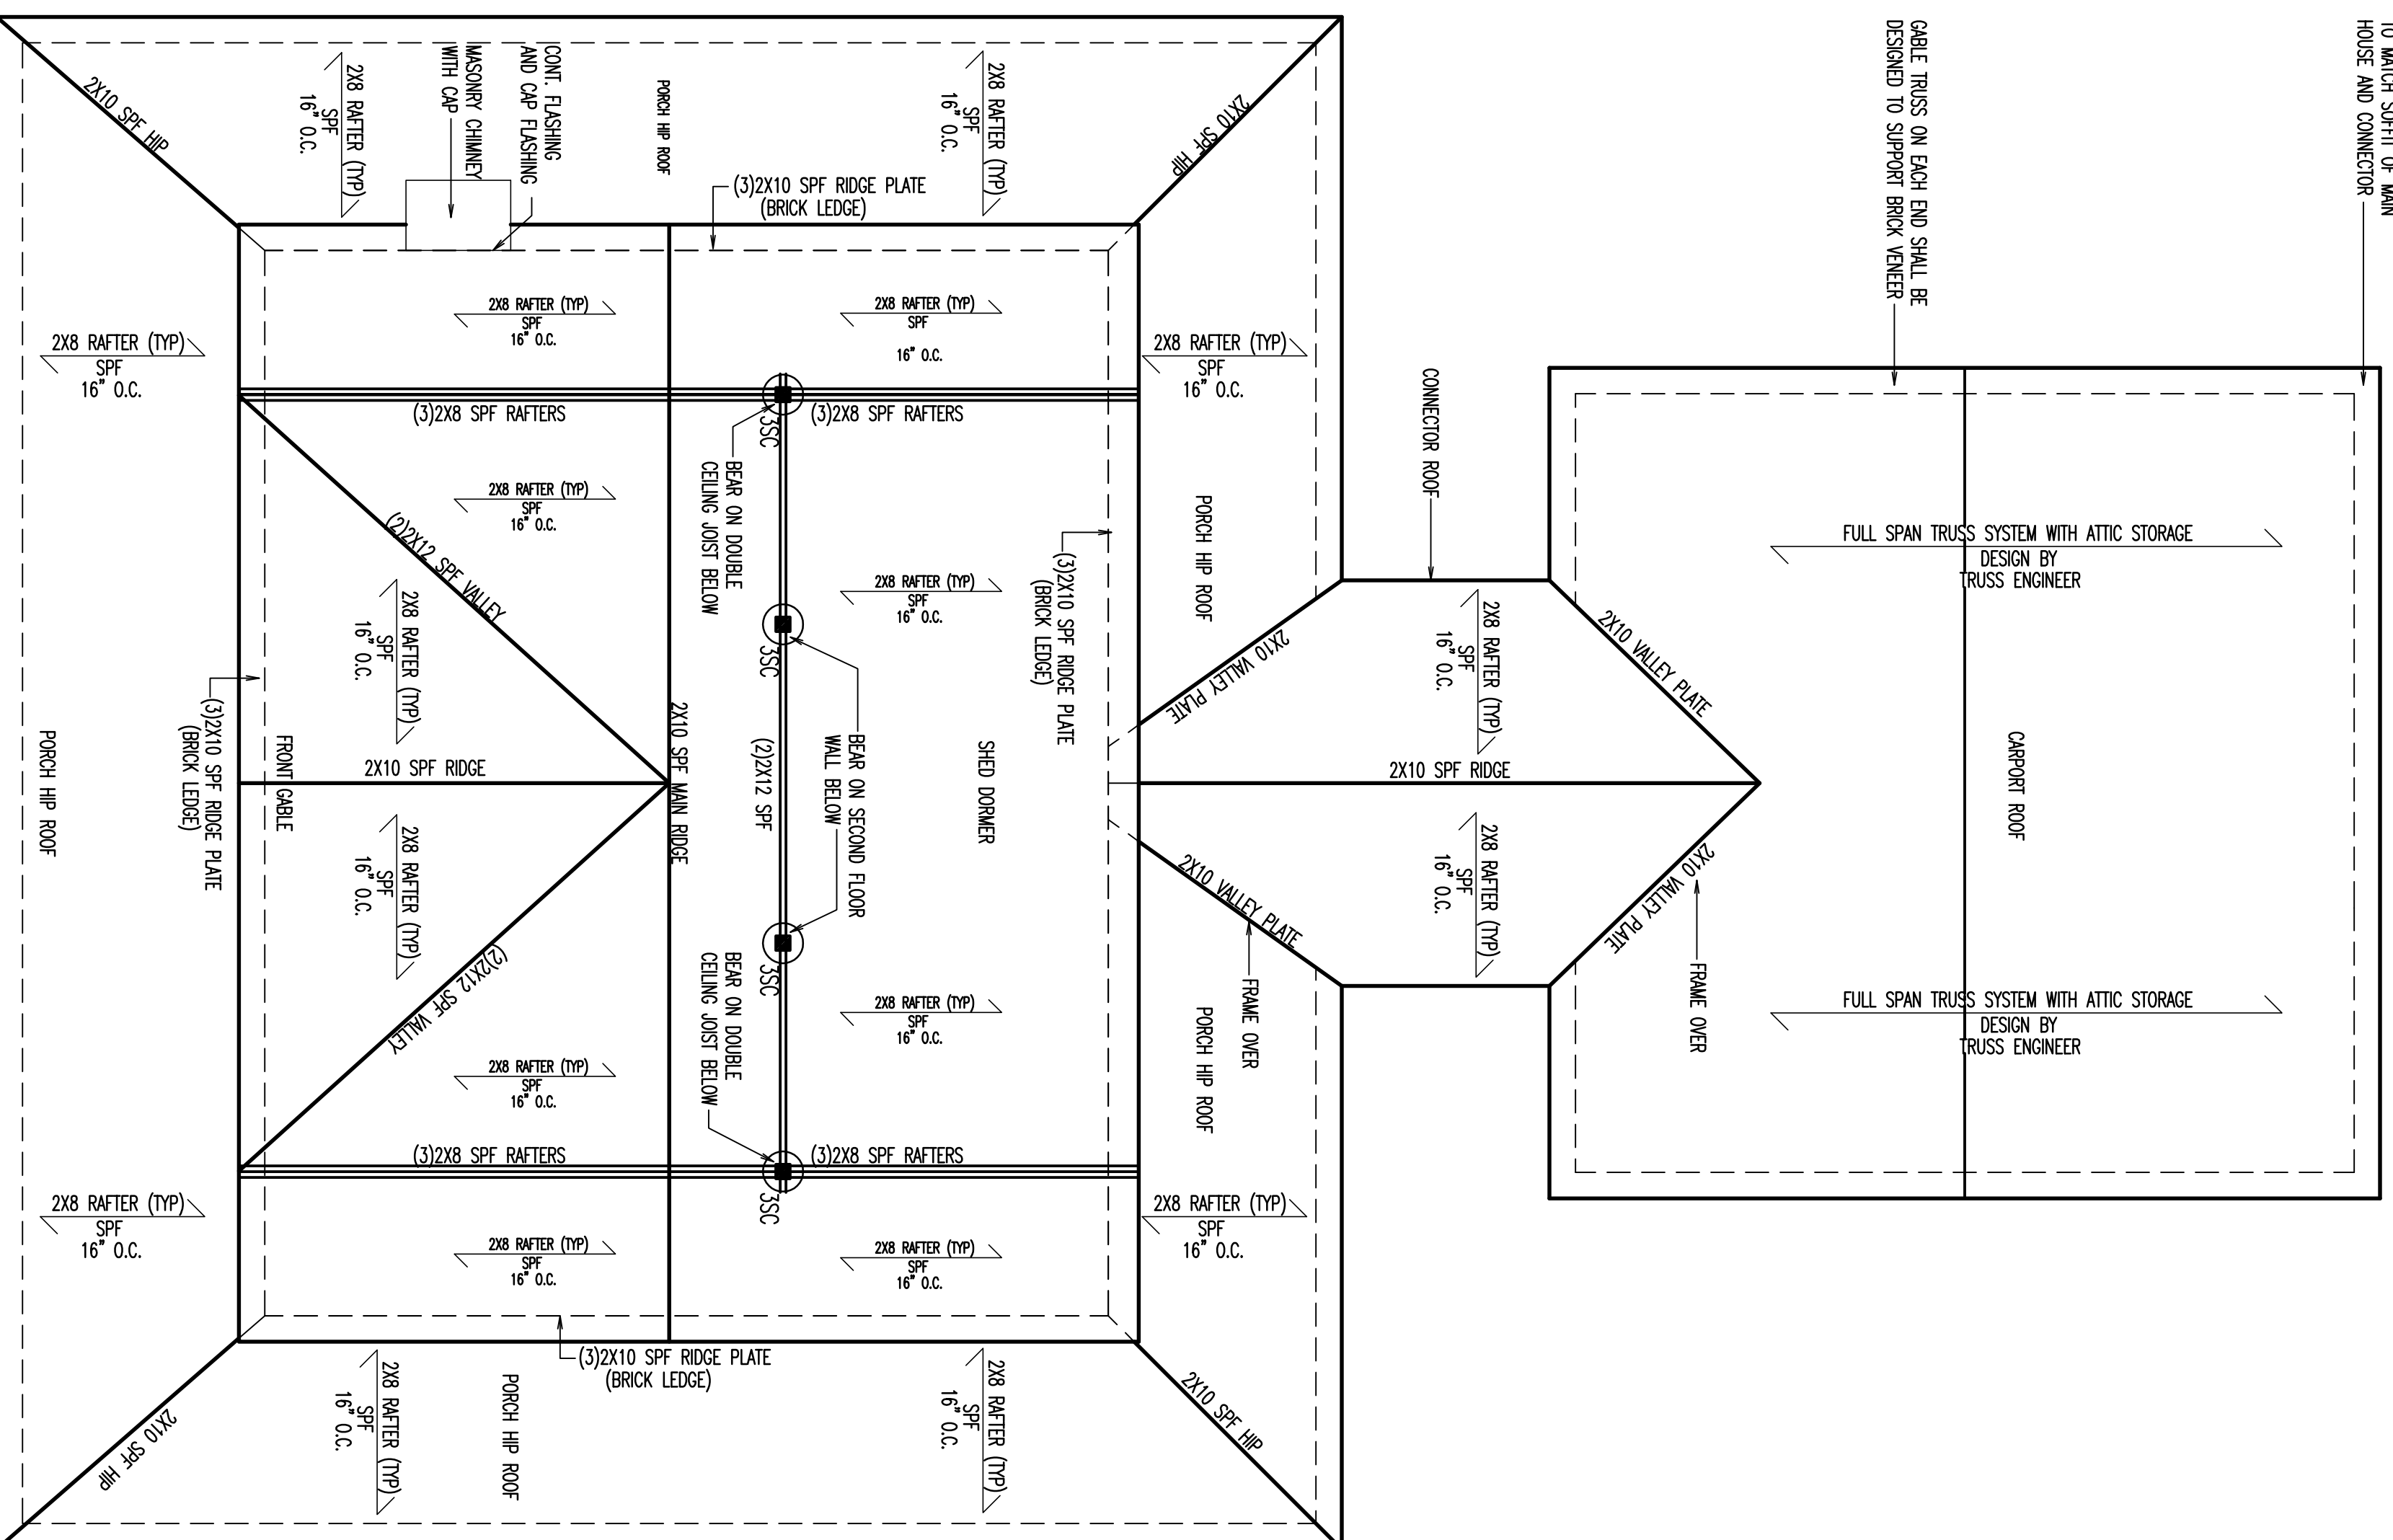 TO MATCH SOFFIT OF MAIN
HOUSE AND CONNECTOR
GABLE TRUSS ON EACH END SHALL BE
DESIGNED TO SUPPORT BRICK VENEER
2X10 SPF HIP
2X8 RAFTER (TYP)
SPF
16" O.C.
MASONRY CHIMNEY
WITH CAP
CONT. FLASHING
AND CAP FLASHING
PORCH HIP ROOF
2X8 RAFTER (TYP)
SPF
16" O.C.
2X10 SPF HIP
(3)2X10 SPF RIDGE PLATE
(BRICK LEDGE)
2X8 RAFTER (TYP)
SPF
16" O.C.
2X8 RAFTER (TYP)
SPF
16" O.C.
2X8 RAFTER (TYP)
SPF
16" O.C.
2X8 RAFTER (TYP)
SPF
16" O.C.
(3)2X8 SPF RAFTERS
3SC
(3)2X8 SPF RAFTERS
CONNECTOR ROOF
BEAR ON DOUBLE
CEILING JOIST BELOW
2X8 RAFTER (TYP)
SPF
16" O.C.
(2)2X12 SPF VALLEY
2X8 RAFTER (TYP)
SPF
16" O.C.
(3)2X10 SPF RIDGE PLATE
(BRICK LEDGE)
PORCH HIP ROOF
FULL SPAN TRUSS SYSTEM WITH ATTIC STORAGE
DESIGN BY
TRUSS ENGINEER
2X8 RAFTER (TYP)
SPF
16" O.C.
3SC
2X10 VALLEY PLATE
2X8 RAFTER (TYP)
SPF
16" O.C.
2X10 VALLEY PLATE
PORCH HIP ROOF
(3)2X10 SPF RIDGE PLATE
(BRICK LEDGE)
FRONT GABLE
2X10 SPF RIDGE
2X10 SPF MAIN RIDGE
(2)2X12 SPF
BEAR ON SECOND FLOOR
WALL BELOW
SHED DORMER
2X10 SPF RIDGE
CARPORT ROOF
2X8 RAFTER (TYP)
SPF
16" O.C.
2X8 RAFTER (TYP)
SPF
16" O.C.
2X10 VALLEY PLATE
2X10 VALLEY PLATE
FRAME OVER
FRAME OVER
(2)2X12 SPF VALLEY
3SC
BEAR ON DOUBLE
CEILING JOIST BELOW
2X8 RAFTER (TYP)
SPF
16" O.C.
PORCH HIP ROOF
FULL SPAN TRUSS SYSTEM WITH ATTIC STORAGE
DESIGN BY
TRUSS ENGINEER
2X8 RAFTER (TYP)
SPF
16" O.C.
(3)2X8 SPF RAFTERS
(3)2X8 SPF RAFTERS
3SC
2X8 RAFTER (TYP)
SPF
16" O.C.
2X8 RAFTER (TYP)
SPF
16" O.C.
2X8 RAFTER (TYP)
SPF
16" O.C.
2X8 RAFTER (TYP)
SPF
16" O.C.
(3)2X10 SPF RIDGE PLATE
(BRICK LEDGE)
2X10 SPF HIP
2X8 RAFTER (TYP)
SPF
16" O.C.
PORCH HIP ROOF
2X8 RAFTER (TYP)
SPF
16" O.C.
2X10 SPF HIP